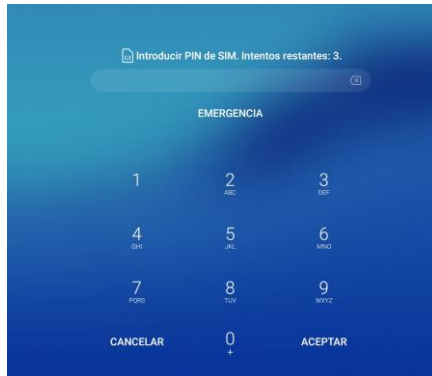 Introducir PIN de SIM. Intentos restantes: 3.
EMERGENCIA
1 2 3
ABC DEF
4 5 6
GHI JKL MNO
7 8 9
PQRS TUV WXYZ
CANCELAR 0 ACEPTAR
+